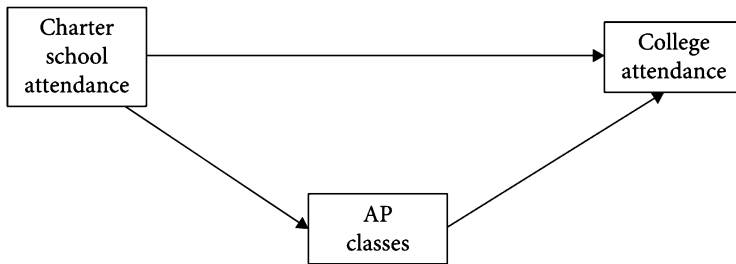 Charter
school
attendance
College
attendance
AP
classes